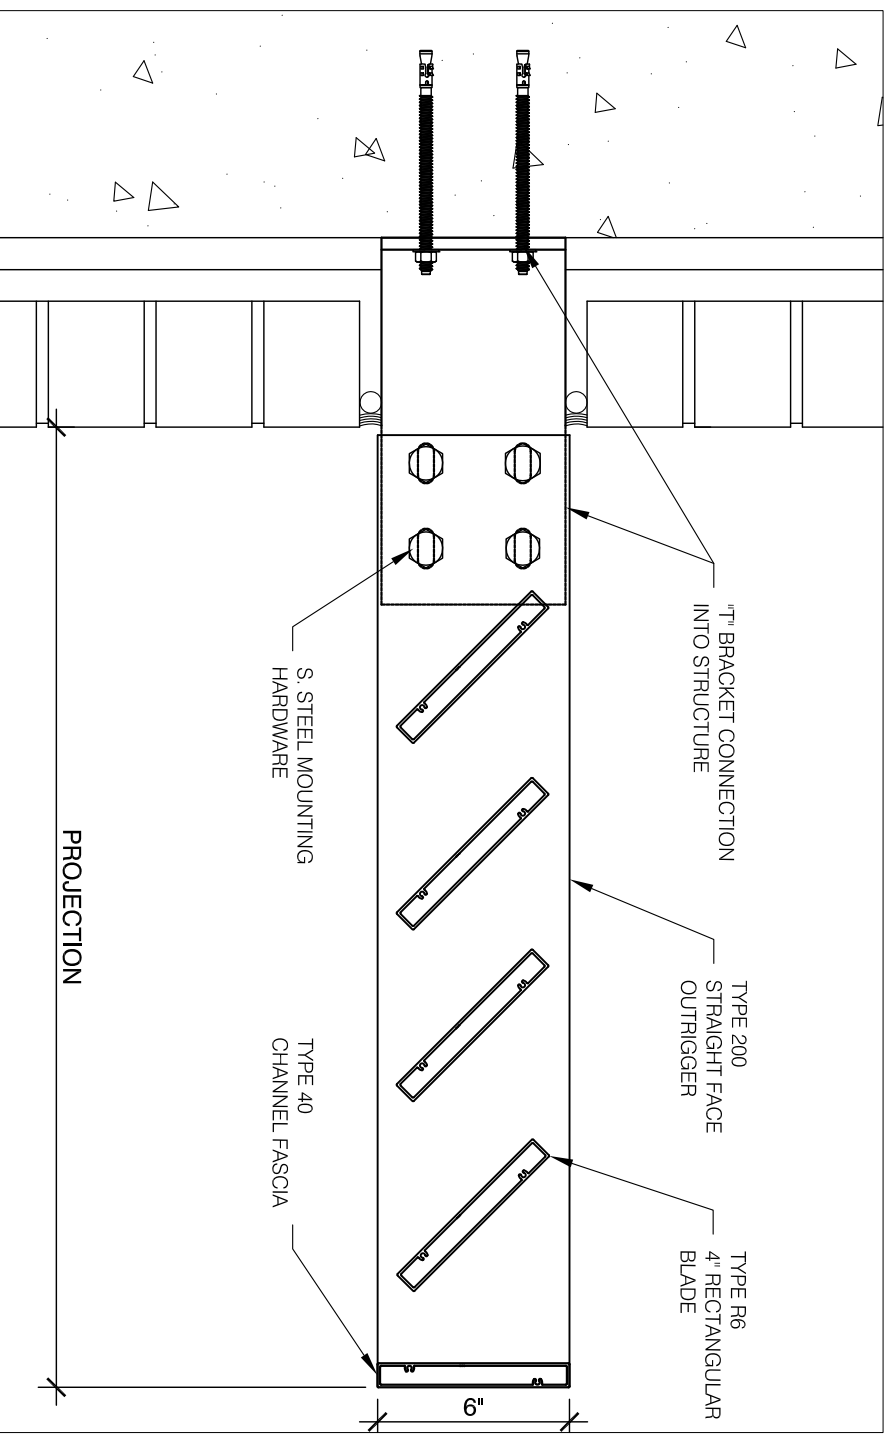 "T" BRACKET CONNECTION
INTO STRUCTURE
TYPE 200
STRAIGHT FACE
OUTRIGGER
TYPE R6
4" RECTANGULAR
BLADE
S. STEEL MOUNTING
HARDWARE
TYPE 40
CHANNEL FASCIA
6"
PROJECTION